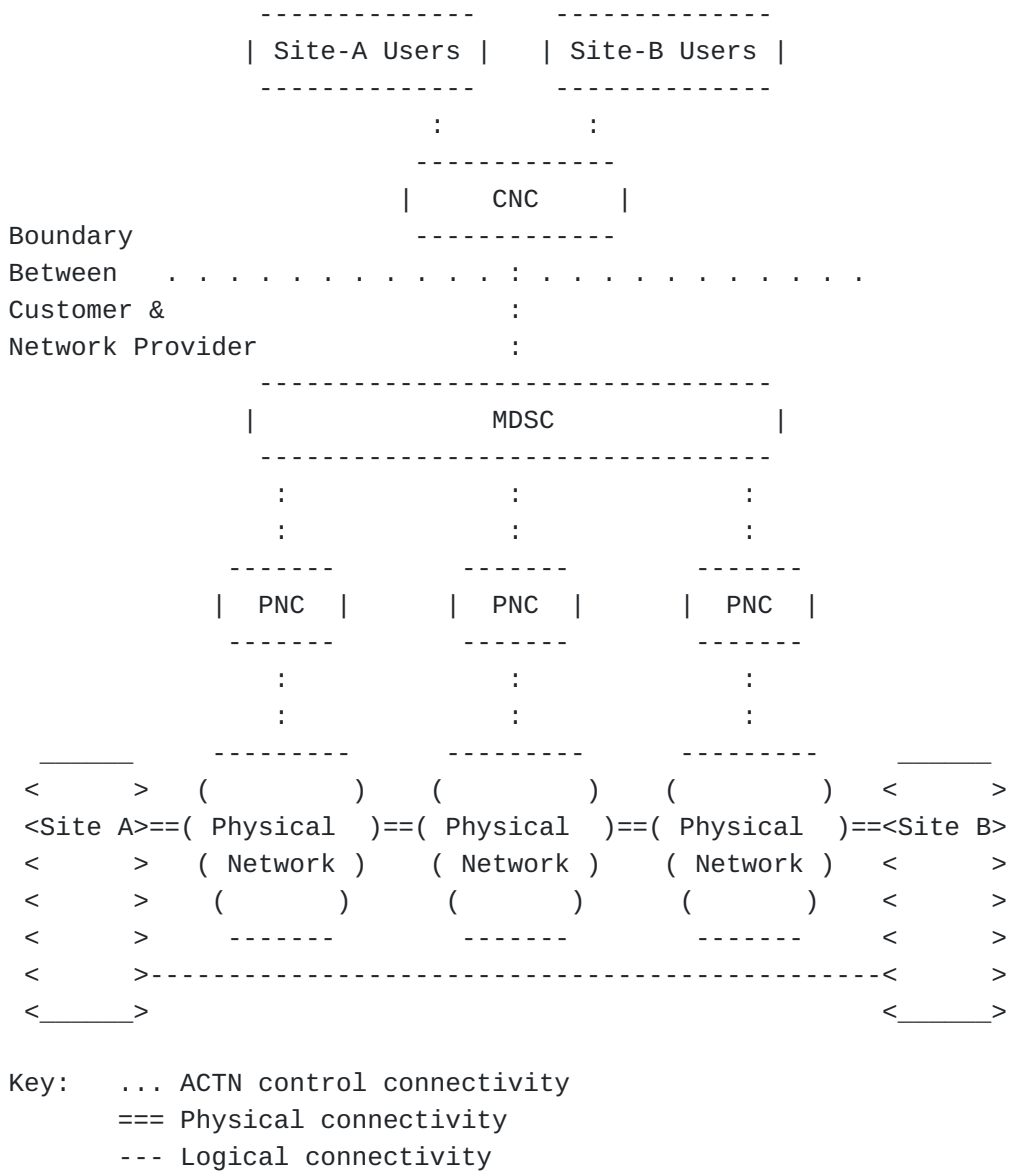 Site-A Users Site-B Users
CNC
Boundary
Between
Customer &
Network Provider
MDSC
PNC PNC PNC
Site A Physical Physical Physical Site B
Network Network Network
Key: ... ACTN control connectivity
=== Physical connectivity
--- Logical connectivity